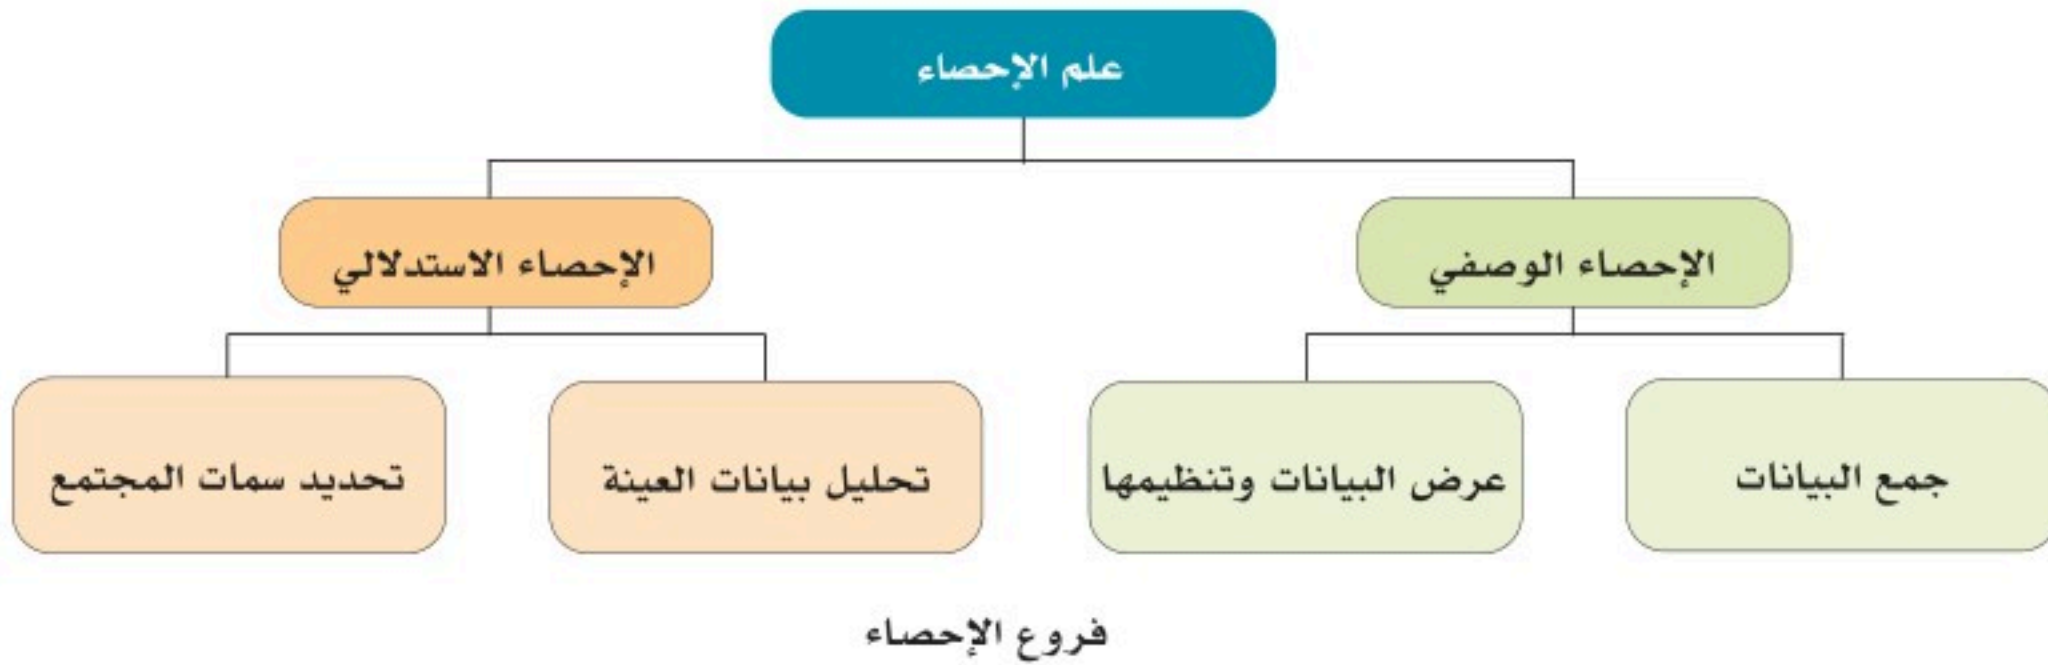 علم الإحصاء
الإحصاء الوصفي
الإحصاء الاستدلالي
جمع البيانات
عرض البيانات وتنظيمها
تحليل بيانات العينة
تحديد سمات المجتمع
فروع الإحصاء